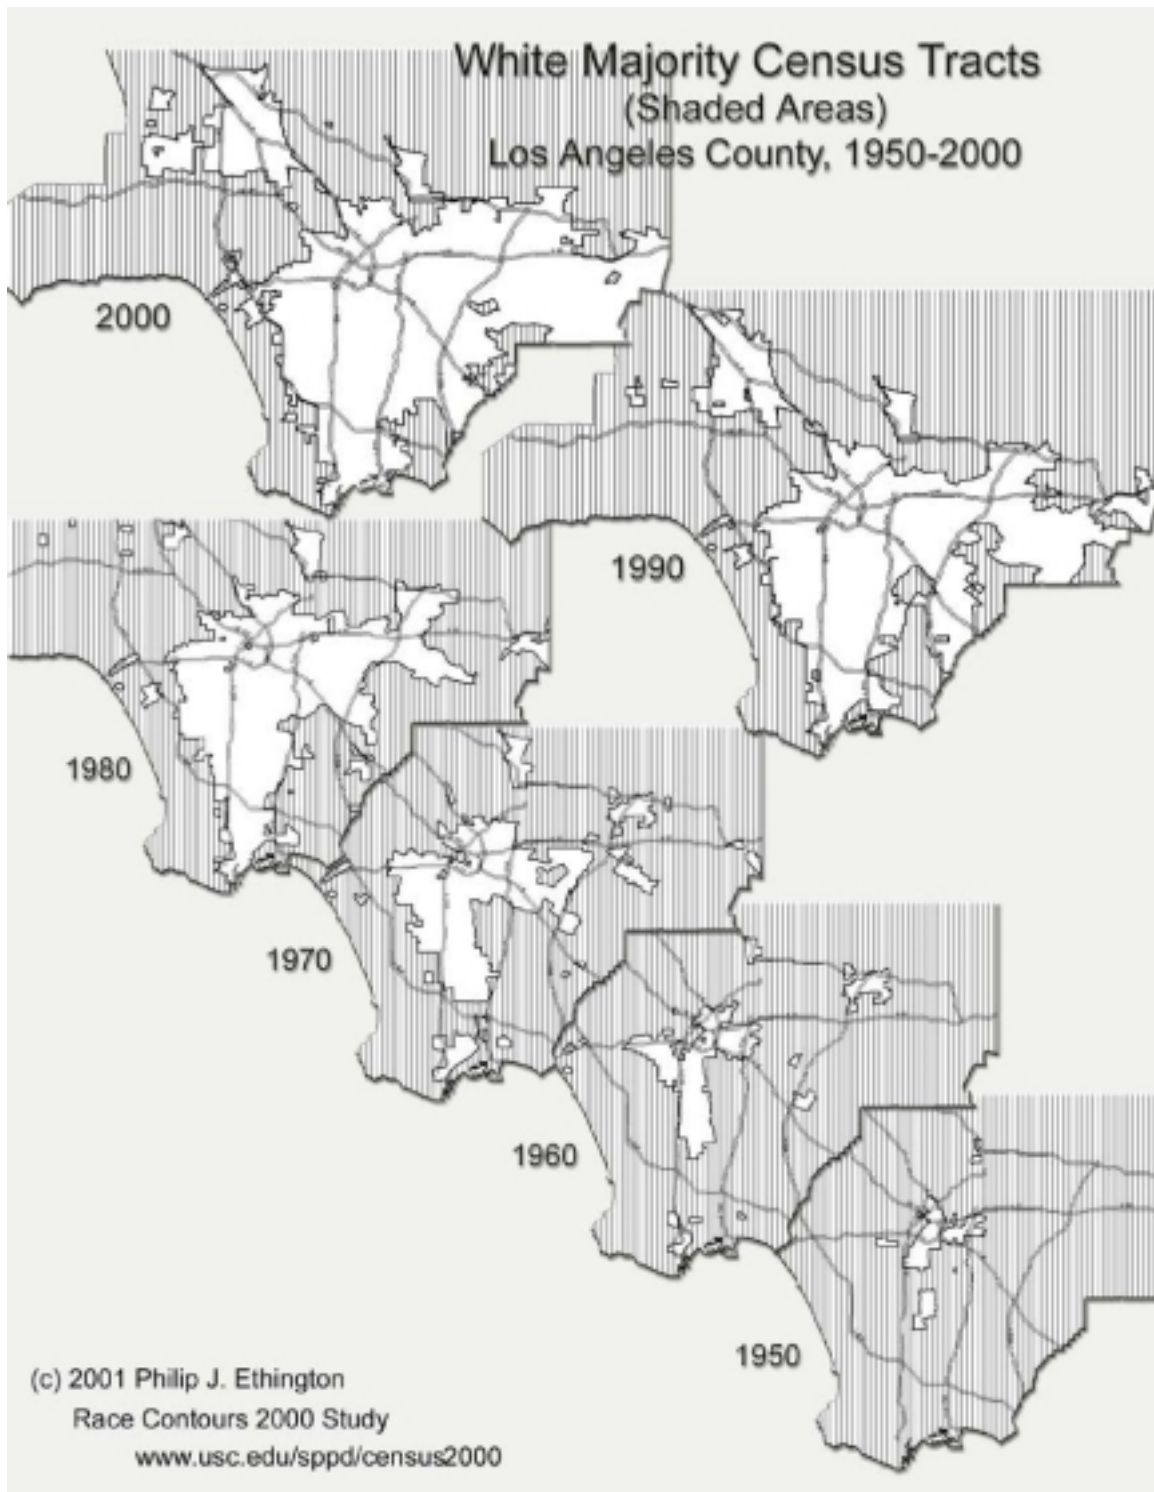 White Majority Census Tracts
(Shaded Areas)
Los Angeles County, 1950-2000
2000
1990
1980
1970
1960
1950
(c) 2001 Philip J. Ethington
Race Contours 2000 Study
www.usc.edu/sppd/census2000